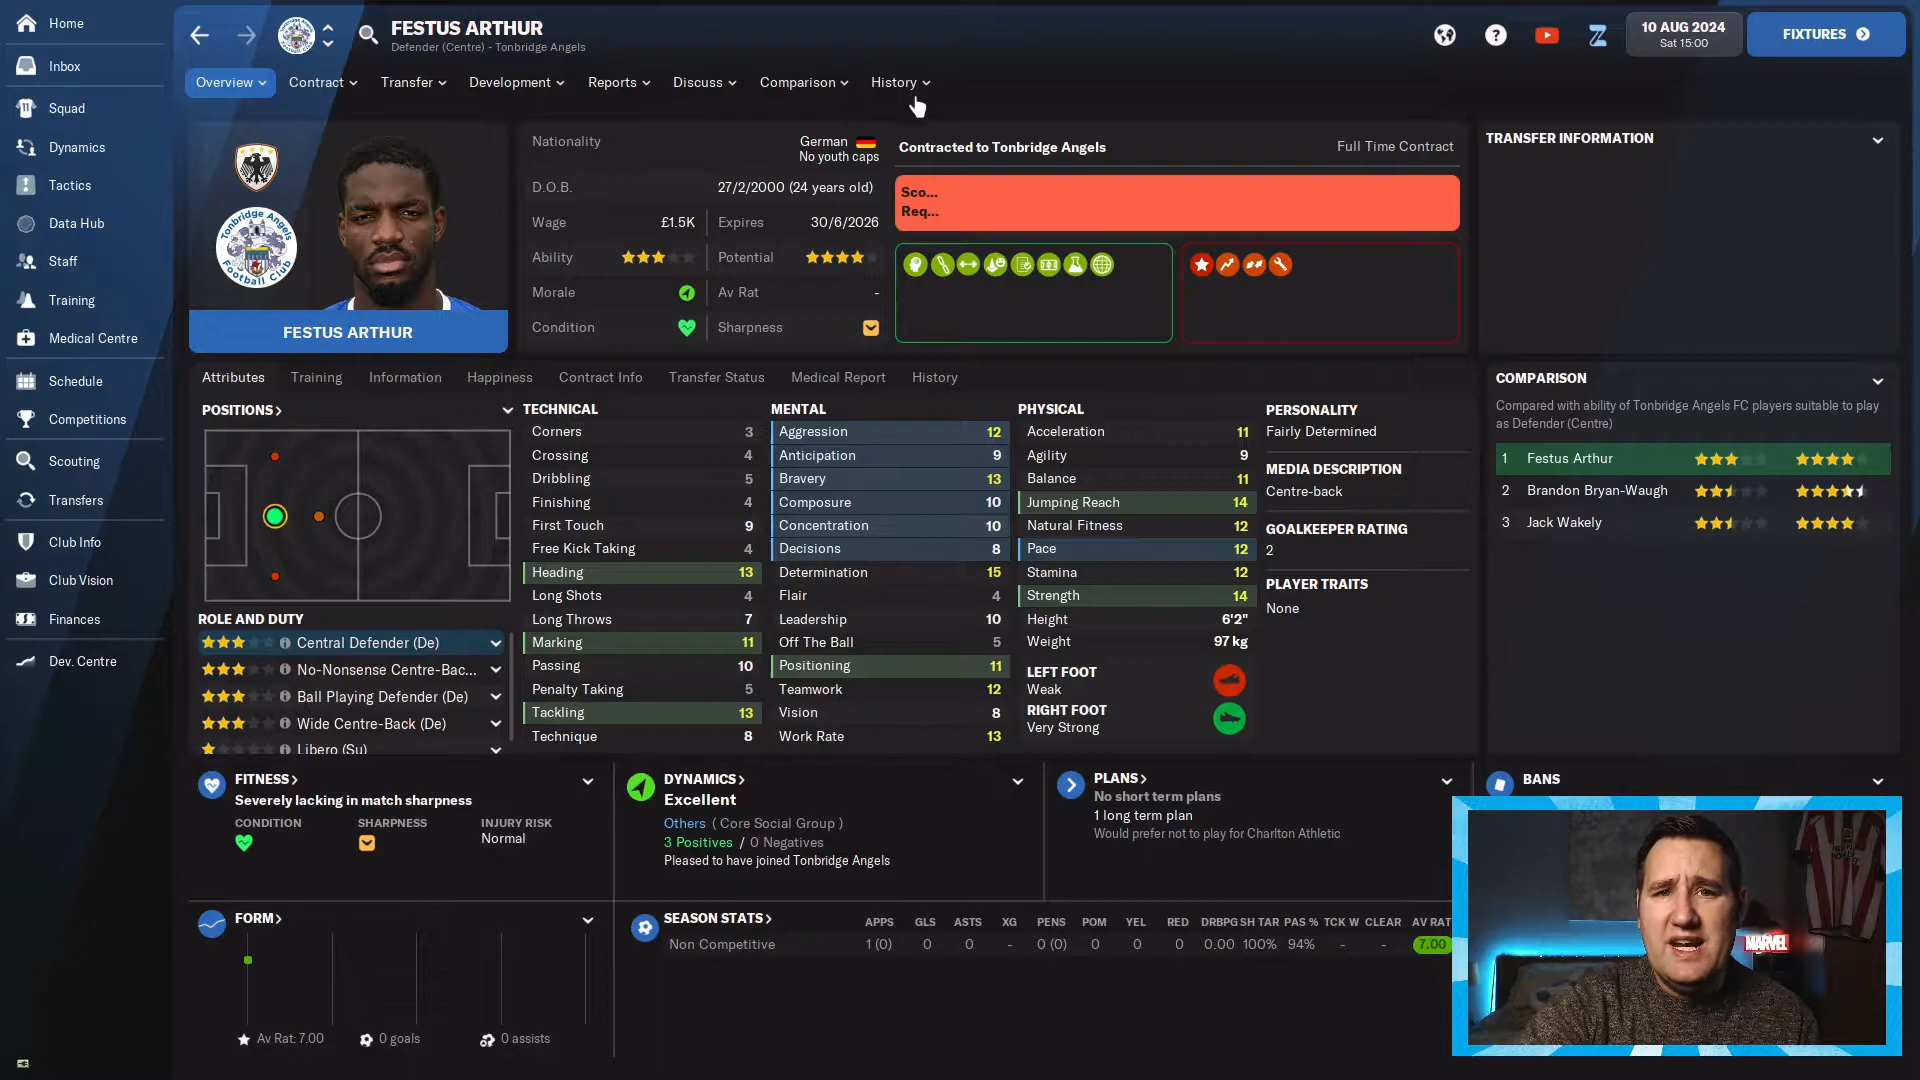 Home
Inbox
Squad
Dynamics
Tactics
Data Hub
Staff
Training
Medical Centre
Schedule
Competitions
Scouting
Transfers
Club Info
Club Vision
Finances
Dev. Centre
FESTUS ARTHUR
Defender (Centre) - Tonbridge Angels
10 AUG 2024
Sat 15:00
FIXTURES
Overview Contract Transfer Development Reports Discuss Comparison History
Tonbridge Angels
Football Club
FESTUS ARTHUR
Nationality German
No youth caps
D.O.B. 27/2/2000 (24 years old)
Wage £1.5K Expires 30/6/2026
Ability Potential
Morale Av Rat -
Condition Sharpness
Contracted to Tonbridge Angels Full Time Contract
Sco...
Req...
TRANSFER INFORMATION
Attributes Training Information Happiness Contract Info Transfer Status Medical Report History
POSITIONS>
ROLE AND DUTY
Central Defender (De)
No-Nonsense Centre-Bac...
Ball Playing Defender (De)
Wide Centre-Back (De)
Libero (Su)
TECHNICAL
Corners 3
Crossing 4
Dribbling 5
Finishing 4
First Touch 9
Free Kick Taking 4
Heading 13
Long Shots 4
Long Throws 7
Marking 11
Passing 10
Penalty Taking 5
Tackling 13
Technique 8
MENTAL
Aggression 12
Anticipation 9
Bravery 13
Composure 10
Concentration 10
Decisions 8
Determination 15
Flair 4
Leadership 10
Off The Ball 5
Positioning 11
Teamwork 12
Vision 8
Work Rate 13
PHYSICAL
Acceleration 11
Agility 9
Balance 11
Jumping Reach 14
Natural Fitness 12
Pace 12
Stamina 12
Strength 14
Height 6'2"
Weight 97 kg
LEFT FOOT
Weak
RIGHT FOOT
Very Strong
PERSONALITY
Fairly Determined
MEDIA DESCRIPTION
Centre-back
GOALKEEPER RATING
2
PLAYER TRAITS
None
COMPARISON
Compared with ability of Tonbridge Angels FC players suitable to play
as Defender (Centre)
1 Festus Arthur
2 Brandon Bryan-Waugh
3 Jack Wakely
FITNESS>
Severely lacking in match sharpness
CONDITION SHARPNESS INJURY RISK
Normal
DYNAMICS>
Excellent
Others ( Core Social Group )
3 Positives / 0 Negatives
Pleased to have joined Tonbridge Angels
PLANS>
No short term plans
1 long term plan
Would prefer not to play for Charlton Athletic
BANS
FORM>
Av Rat: 7.00 0 goals 0 assists
SEASON STATS> APPS GLS ASTS XG PENS POM YEL RED DRBPG SH TAR PAS % TCK W CLEAR AV RAT
Non Competitive 1 (0) 0 0 - 0 (0) 0 0 0 0.00 100% 94% - - 7.00
MARVEL